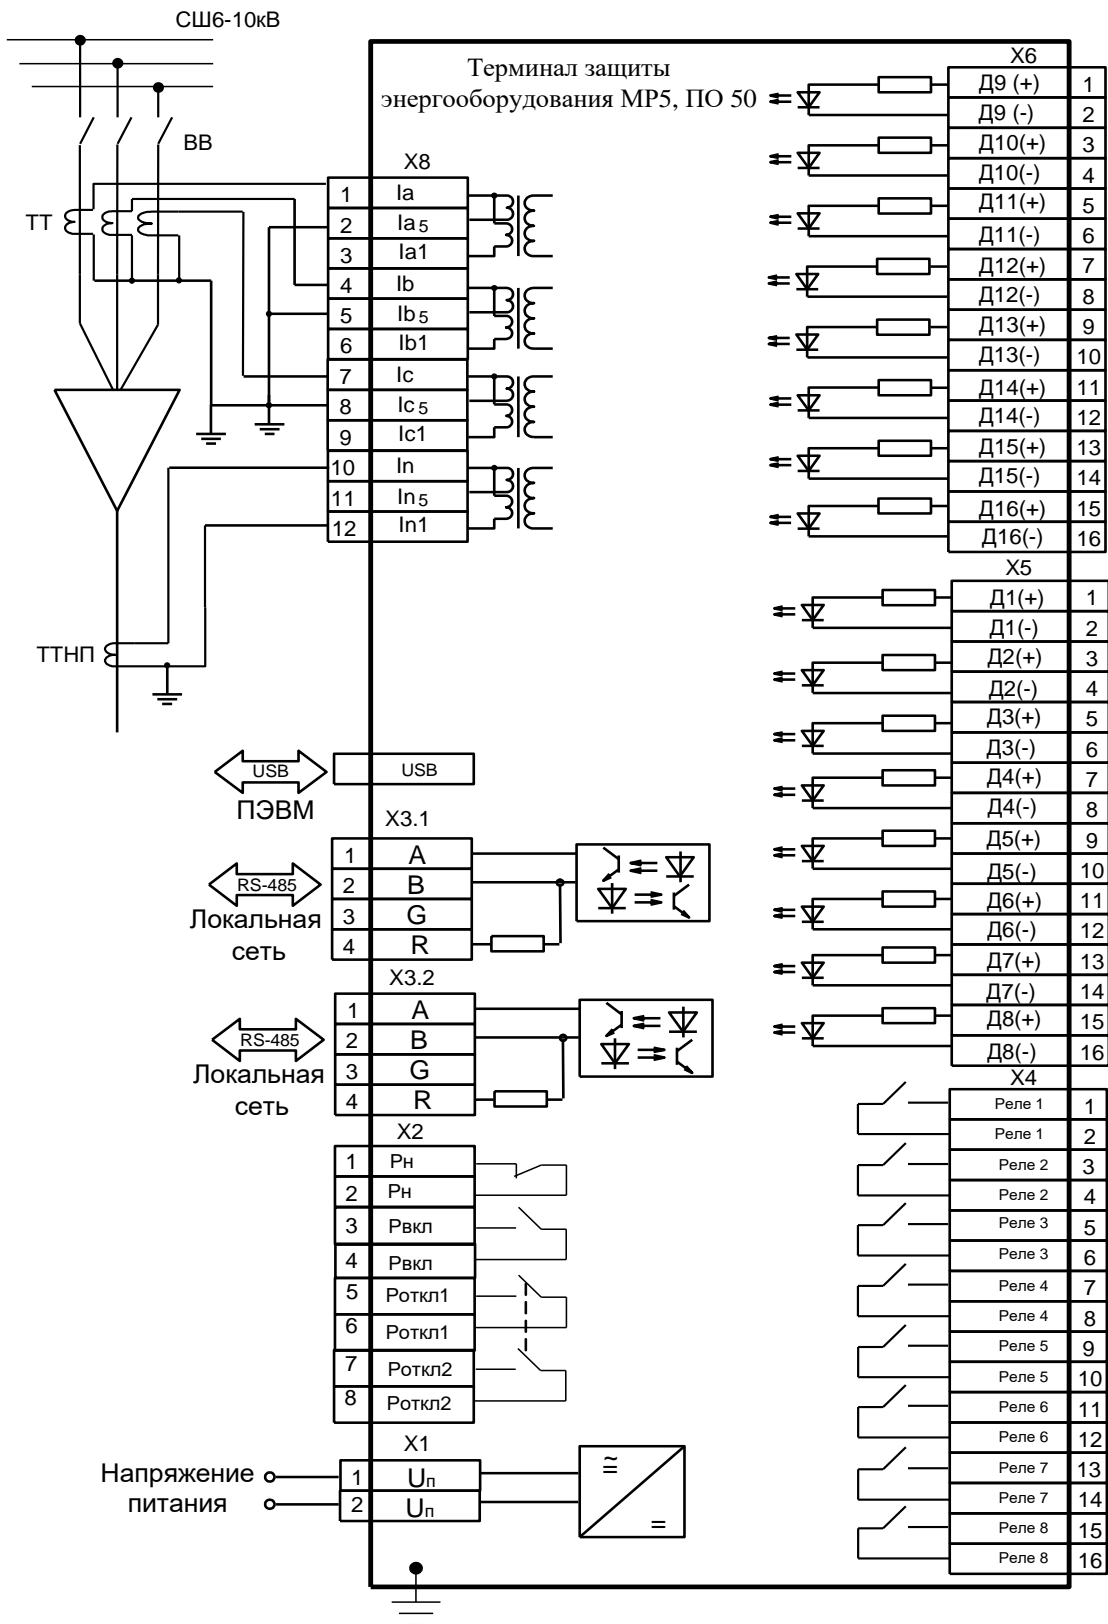 СШ6-10кВ
Терминал защиты
энергооборудования МР5, ПО 50
ВВ
ТТ
ТТНП
X8
1 Ia
2 Ia5
3 Ia1
4 Ib
5 Ib5
6 Ib1
7 Ic
8 Ic5
9 Ic1
10 In
11 In5
12 In1
USB
USB
ПЭВМ
X3.1
1 A
2 B
3 G
4 R
RS-485
Локальная
сеть
X3.2
1 A
2 B
3 G
4 R
RS-485
Локальная
сеть
X2
1 Рн
2 Рн
3 Рвкл
4 Рвкл
5 Роткл1
6 Роткл1
7 Роткл2
8 Роткл2
X1
Напряжение
питания
1 Uп
2 Uп
≅
=
X6
Д9 (+) 1
Д9 (-) 2
Д10(+) 3
Д10(-) 4
Д11(+) 5
Д11(-) 6
Д12(+) 7
Д12(-) 8
Д13(+) 9
Д13(-) 10
Д14(+) 11
Д14(-) 12
Д15(+) 13
Д15(-) 14
Д16(+) 15
Д16(-) 16
X5
Д1(+) 1
Д1(-) 2
Д2(+) 3
Д2(-) 4
Д3(+) 5
Д3(-) 6
Д4(+) 7
Д4(-) 8
Д5(+) 9
Д5(-) 10
Д6(+) 11
Д6(-) 12
Д7(+) 13
Д7(-) 14
Д8(+) 15
Д8(-) 16
X4
Реле 1 1
Реле 1 2
Реле 2 3
Реле 2 4
Реле 3 5
Реле 3 6
Реле 4 7
Реле 4 8
Реле 5 9
Реле 5 10
Реле 6 11
Реле 6 12
Реле 7 13
Реле 7 14
Реле 8 15
Реле 8 16